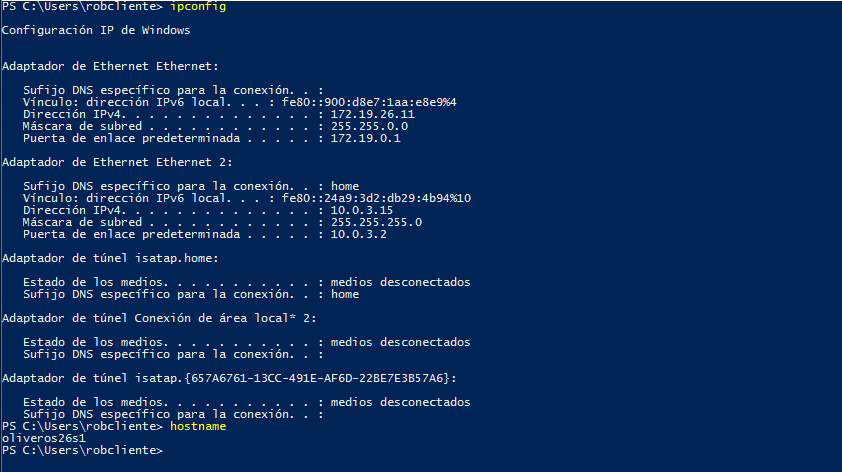 PS C:\Users\robcliente> ipconfig
Configuración IP de Windows
Adaptador de Ethernet Ethernet:
Sufijo DNS específico para la conexión. . :
Vínculo: dirección IPv6 local. . . : fe80::900:d8e7:1aa:e8e9%4
Dirección IPv4. . . . . . . . . . . . . . : 172.19.26.11
Máscara de subred . . . . . . . . . . . . : 255.255.0.0
Puerta de enlace predeterminada . . . . . : 172.19.0.1
Adaptador de Ethernet Ethernet 2:
Sufijo DNS específico para la conexión. . : home
Vínculo: dirección IPv6 local. . . : fe80::24a9:3d2:db29:4b94%10
Dirección IPv4. . . . . . . . . . . . . . : 10.0.3.15
Máscara de subred . . . . . . . . . . . . : 255.255.255.0
Puerta de enlace predeterminada . . . . . : 10.0.3.2
Adaptador de túnel isatap.home:
Estado de los medios. . . . . . . . . . . : medios desconectados
Sufijo DNS específico para la conexión. . : home
Adaptador de túnel Conexión de área local* 2:
Estado de los medios. . . . . . . . . . . : medios desconectados
Sufijo DNS específico para la conexión. . :
Adaptador de túnel isatap.{657A6761-13CC-491E-AF6D-22BE7E3B57A6}:
Estado de los medios. . . . . . . . . . . : medios desconectados
Sufijo DNS específico para la conexión. . :
PS C:\Users\robcliente> hostname
oliveros26s1
PS C:\Users\robcliente>